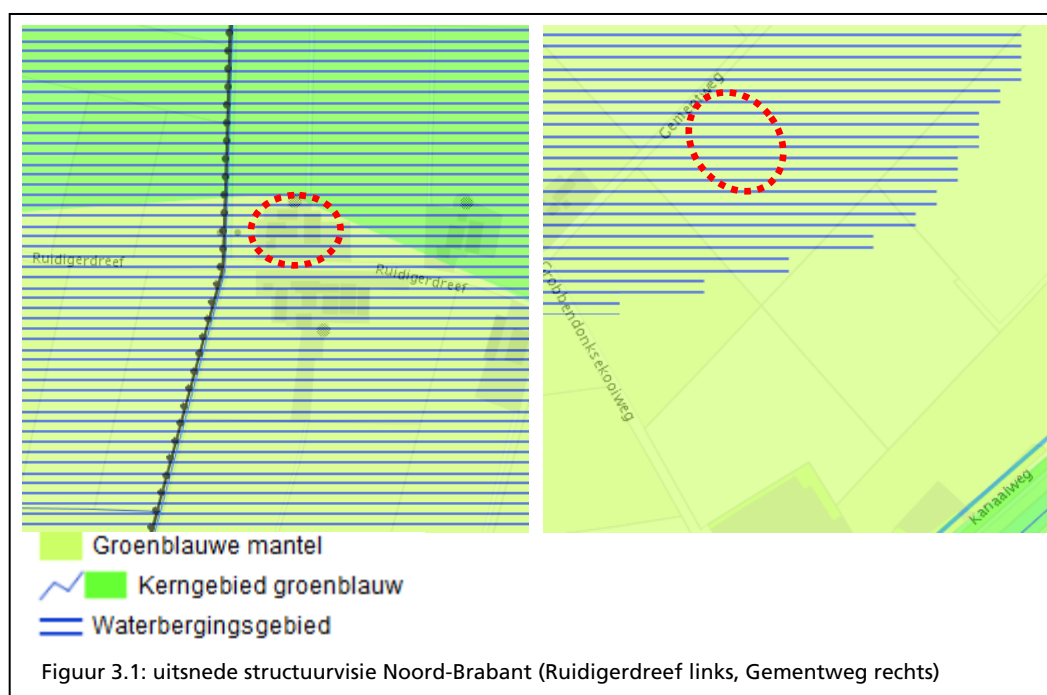 Ruidigerdreef
Ruidigerdreef
Gementweg
Grobbendonksekooiweg
Kanaalweg
Groenblauwe mantel
Kerngebied groenblauw
Waterbergingsgebied
Figuur 3.1: uitsnede structuurvisie Noord-Brabant (Ruidigerdreef links, Gementweg rechts)